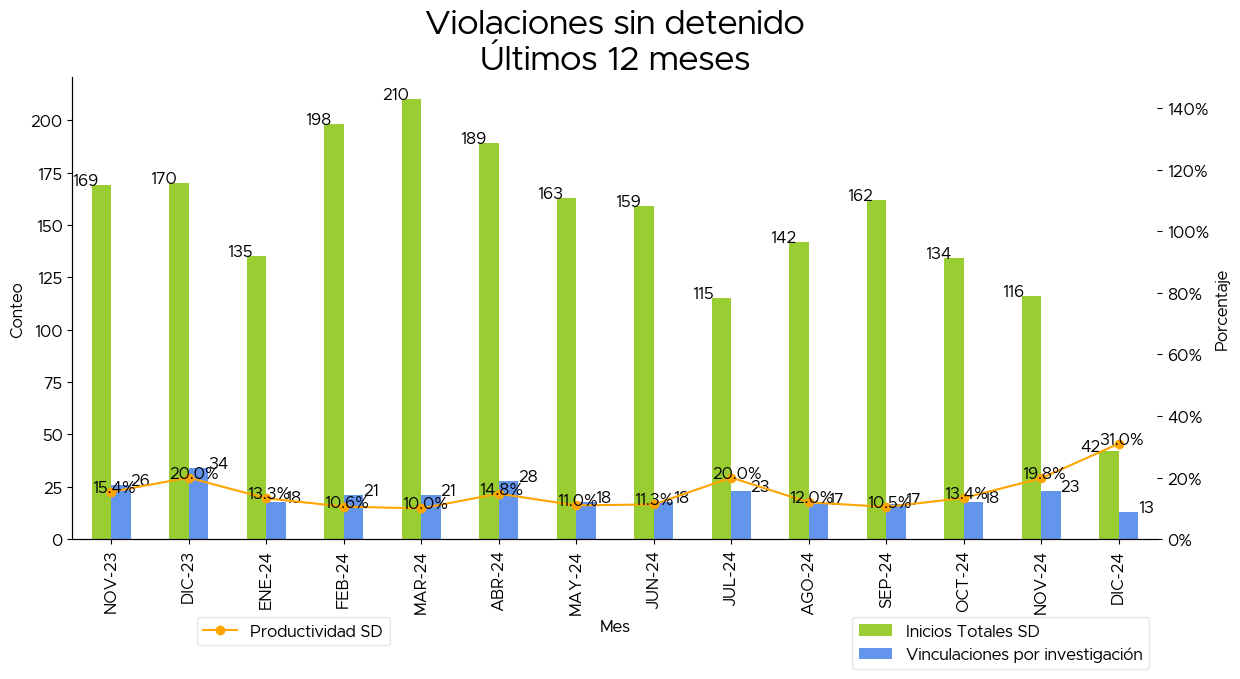 Violaciones sin detenido
Últimos 12 meses
Conteo
200
175
150
125
100
75
50
25
0
140%
120%
100%
80%
60%
40%
20%
0%
Porcentaje
169
170
135
198
210
189
163
159
115
142
162
134
116
42
26
34
18
21
21
28
18
18
23
17
17
18
23
13
15.4%
20.0%
13.3%
10.6%
10.0%
14.8%
11.0%
11.3%
20.0%
12.0%
10.5%
13.4%
19.8%
31.0%
NOV-23
DIC-23
ENE-24
FEB-24
MAR-24
ABR-24
MAY-24
JUN-24
JUL-24
AGO-24
SEP-24
OCT-24
NOV-24
DIC-24
Mes
Productividad SD
Inicios Totales SD
Vinculaciones por investigación